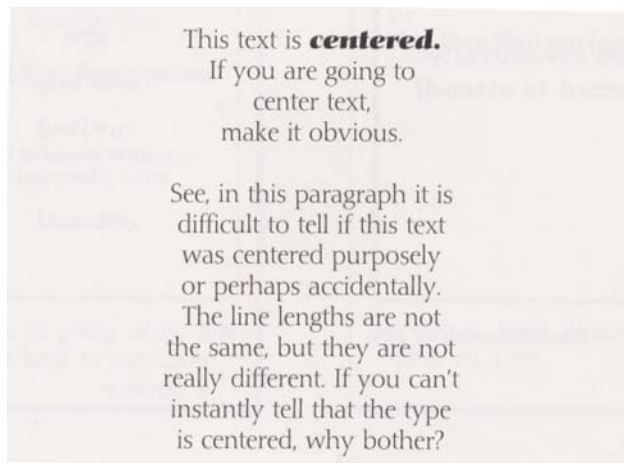 This text is centered.
If you are going to
center text,
make it obvious.
See, in this paragraph it is
difficult to tell if this text
was centered purposely
or perhaps accidentally.
The line lengths are not
the same, but they are not
really different. If you can't
instantly tell that the type
is centered, why bother?